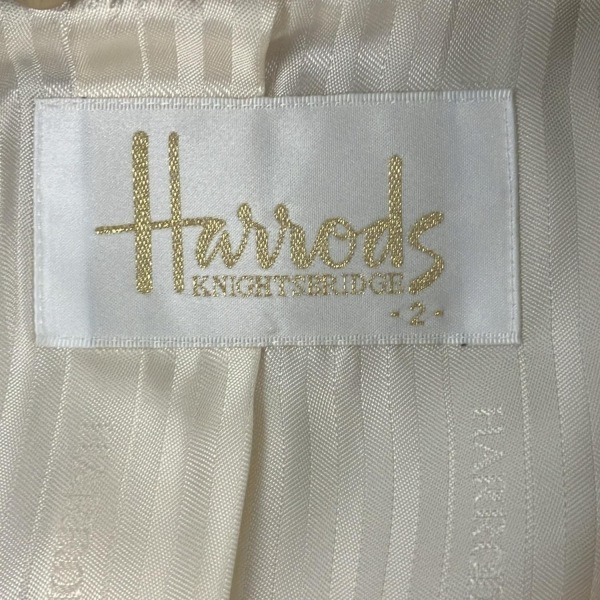 Harrods
KNIGHTSBRIDGE
- 2 -